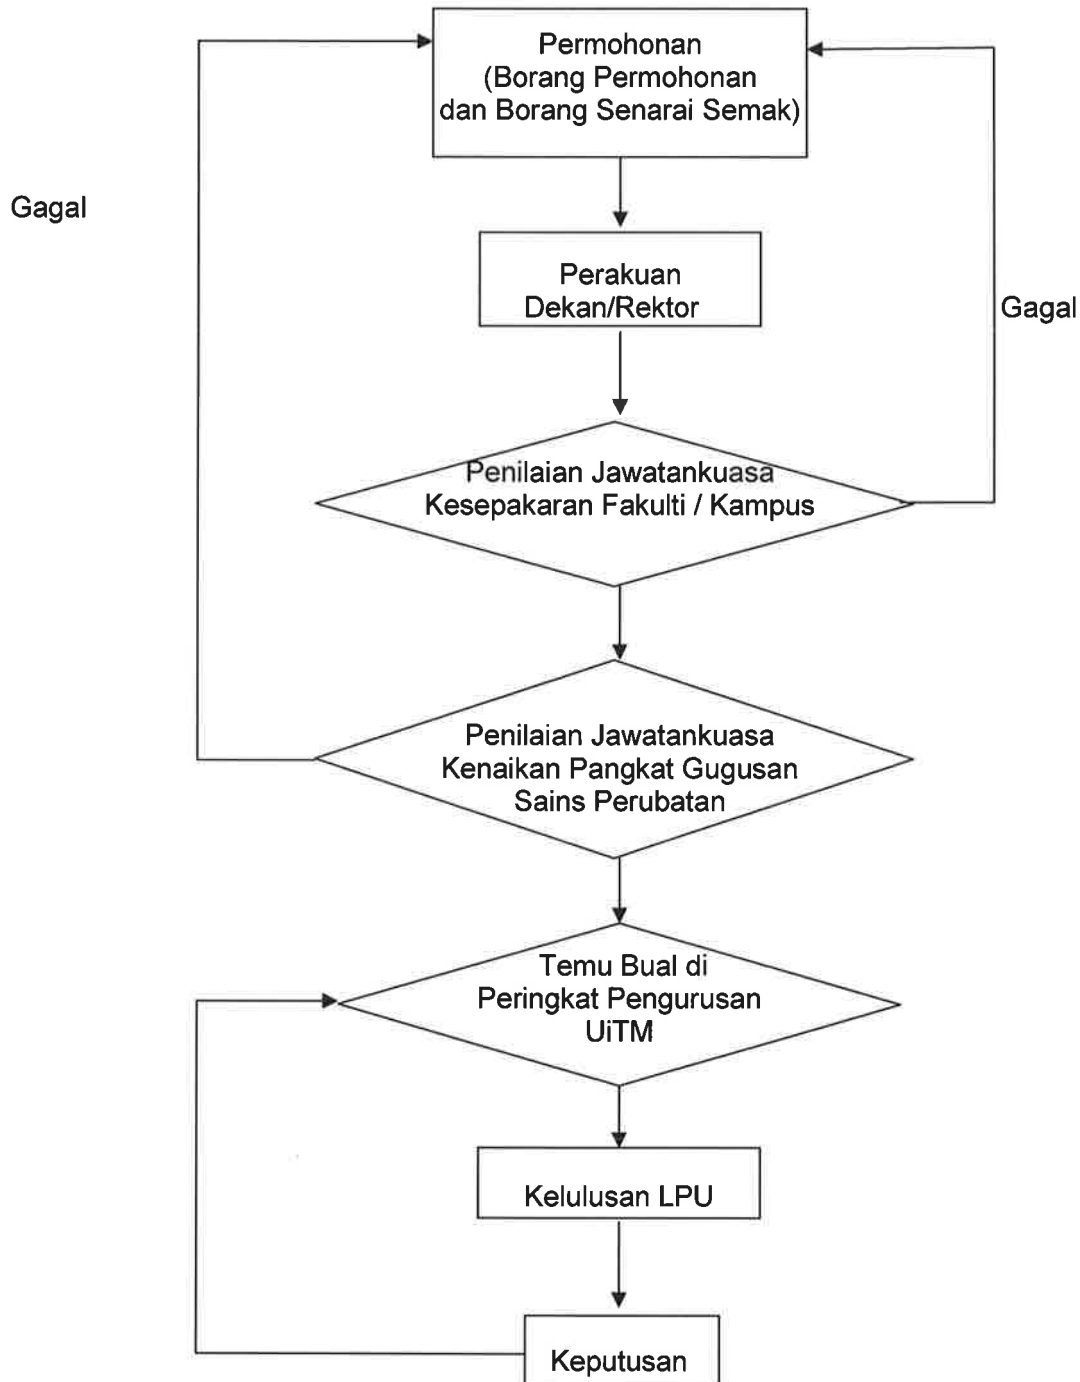 Permohonan
(Borang Permohonan
dan Borang Senarai Semak)
Gagal
Perakuan
Dekan/Rektor
Gagal
Penilaian Jawatankuasa
Kesepakaran Fakulti / Kampus
Penilaian Jawatankuasa
Kenaikan Pangkat Gugusan
Sains Perubatan
Temu Bual di
Peringkat Pengurusan
UiTM
Kelulusan LPU
Keputusan